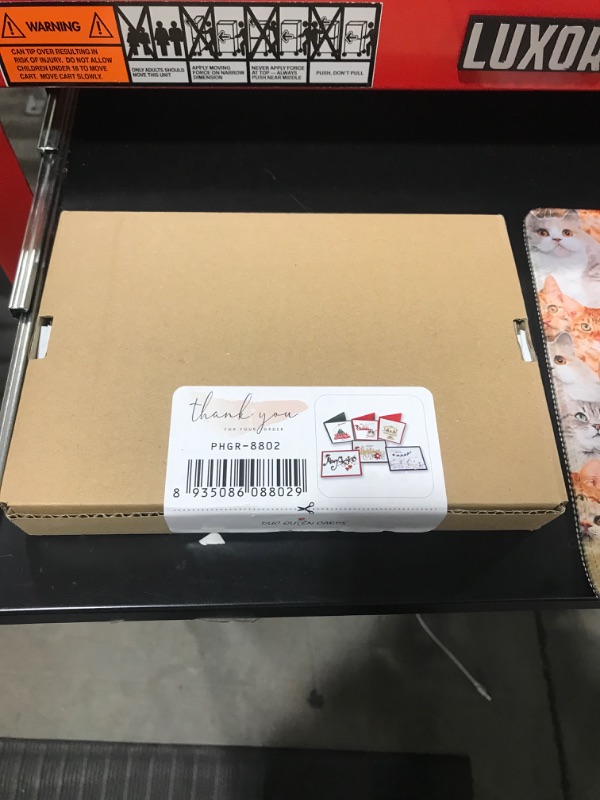 WARNING
CAN TIP OVER RESULTING IN
RISK OF INJURY. DO NOT ALLOW
CHILDREN UNDER 18 TO MOVE
CART. MOVE CART SLOWLY.
ONLY ADULTS SHOULD
MOVE THIS UNIT
APPLY MOVING
FORCE ON NARROW
DIMENSION
NEVER APPLY FORCE
AT TOP — ALWAYS
PUSH NEAR MIDDLE
PUSH, DON'T PULL
LUXOR
thank you
FOR YOUR ORDER
PHGR-8802
8 935086 088029